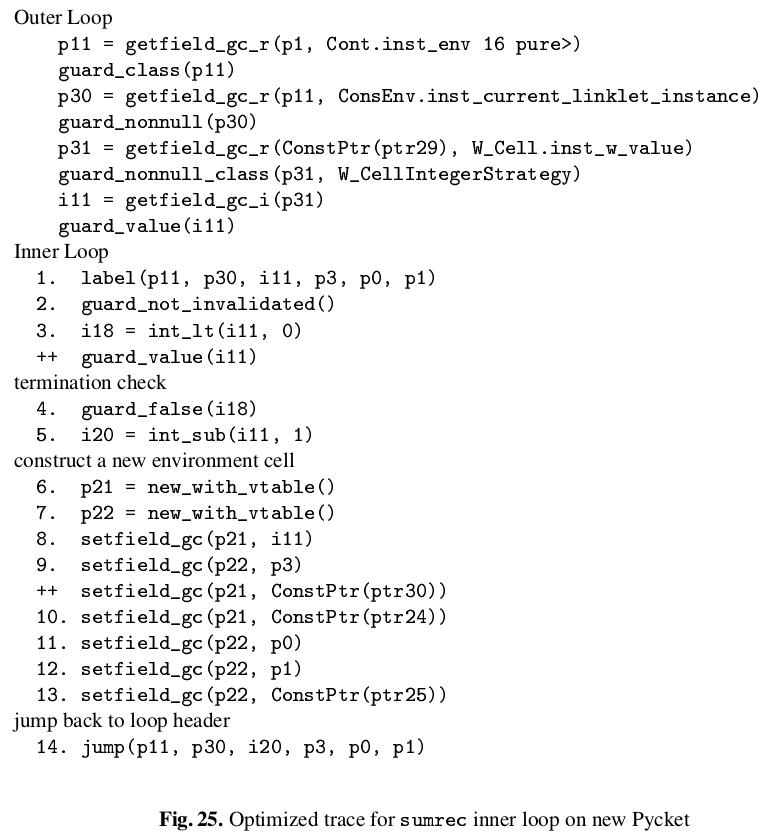 Outer Loop
p11 = getfield_gc_r(p1, Cont.inst_env 16 pure>)
guard_class(p11)
p30 = getfield_gc_r(p11, ConsEnv.inst_current_linklet_instance)
guard_nonnull(p30)
p31 = getfield_gc_r(ConstPtr(ptr29), W_Cell.inst_w_value)
guard_nonnull_class(p31, W_CellIntegerStrategy)
i11 = getfield_gc_i(p31)
guard_value(i11)
Inner Loop
1. label(p11, p30, i11, p3, p0, p1)
2. guard_not_invalidated()
3. i18 = int_lt(i11, 0)
++ guard_value(i11)
termination check
4. guard_false(i18)
5. i20 = int_sub(i11, 1)
construct a new environment cell
6. p21 = new_with_vtable()
7. p22 = new_with_vtable()
8. setfield_gc(p21, i11)
9. setfield_gc(p22, p3)
++ setfield_gc(p21, ConstPtr(ptr30))
10. setfield_gc(p21, ConstPtr(ptr24))
11. setfield_gc(p22, p0)
12. setfield_gc(p22, p1)
13. setfield_gc(p22, ConstPtr(ptr25))
jump back to loop header
14. jump(p11, p30, i20, p3, p0, p1)
Fig. 25. Optimized trace for sumrec inner loop on new Pycket